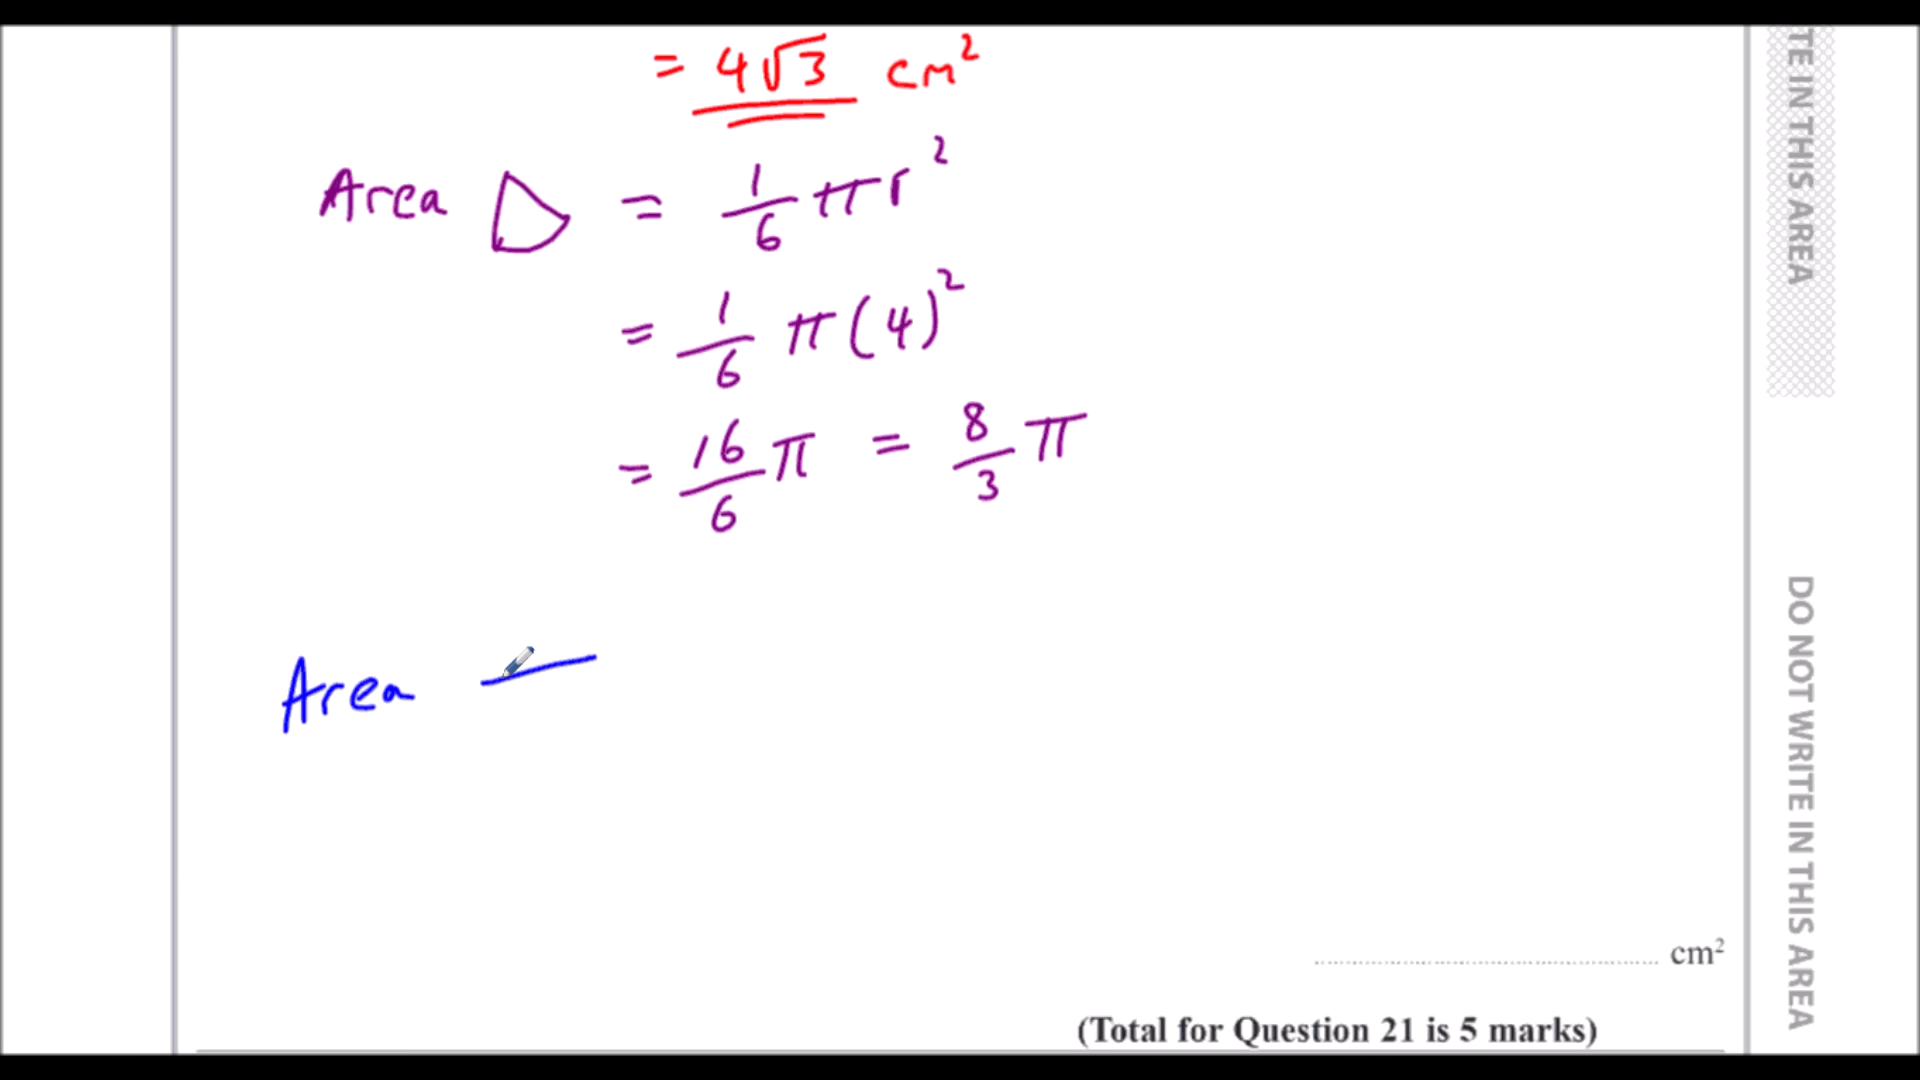 = 4√3 cm²
Area = 1/6 πr²
= 1/6 π(4)²
= 16/6 π = 8/3 π
Area
cm²
(Total for Question 21 is 5 marks)
TE IN THIS AREA
DO NOT WRITE IN THIS AREA